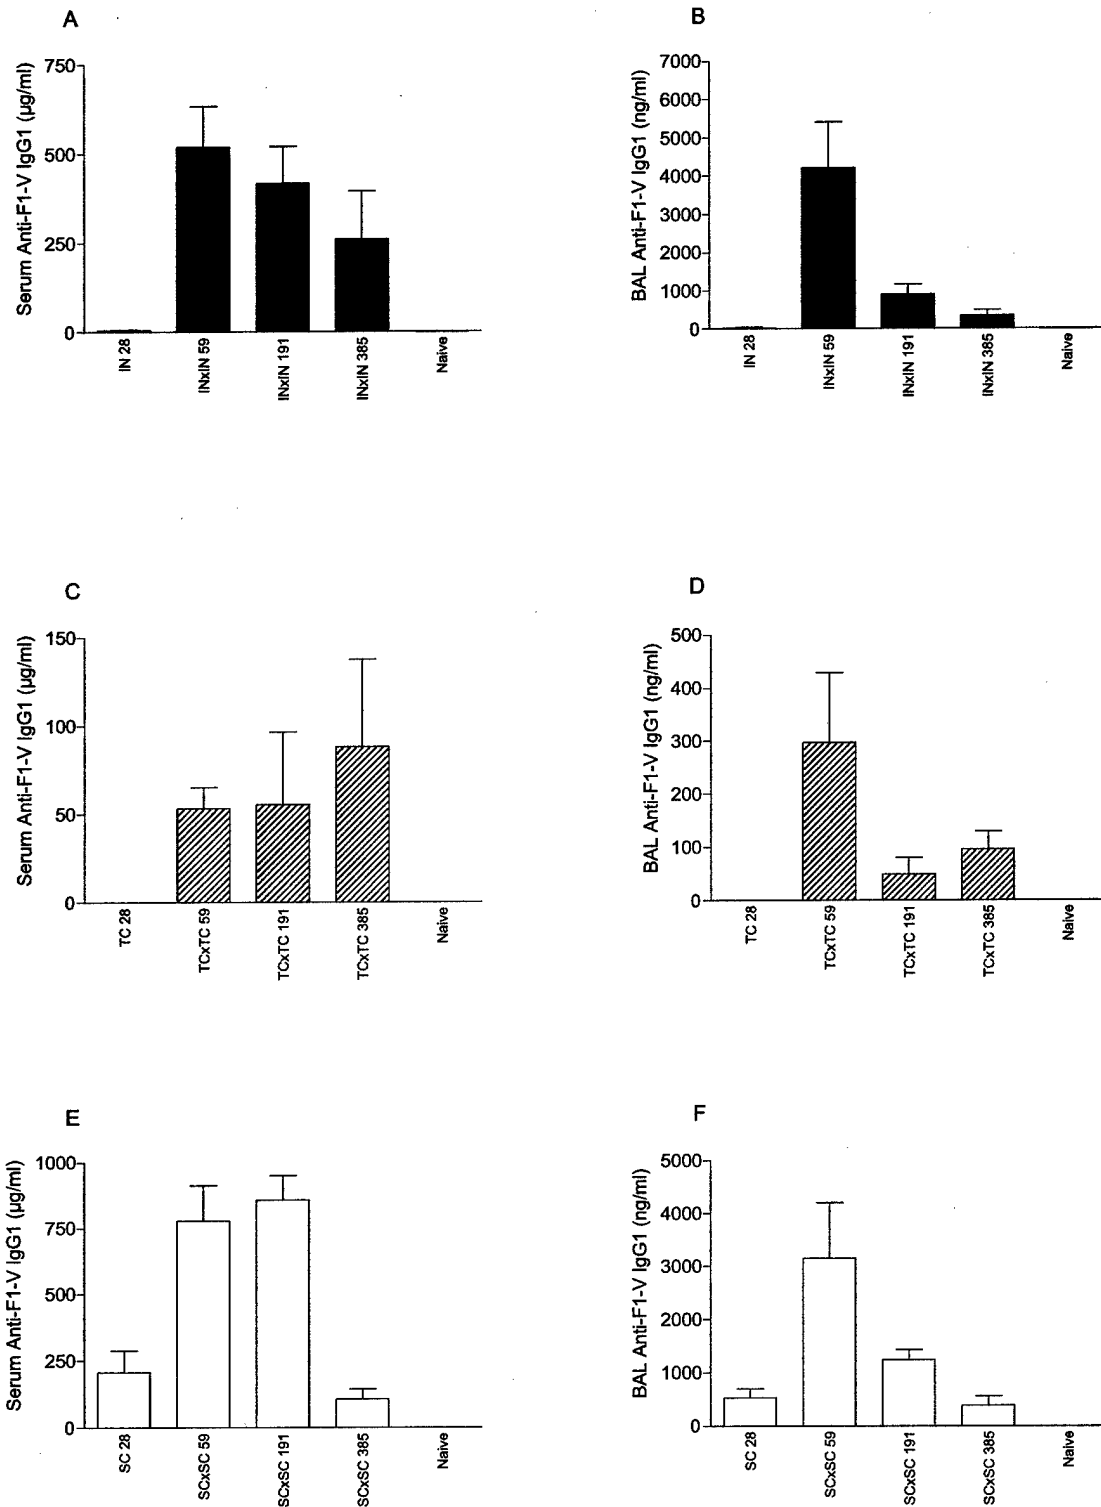 A
Serum Anti-F1-V IgG1 (µg/ml)
750
500
250
0
IN 28
INxIN 59
INxIN 191
INxIN 385
Naive
B
BAL Anti-F1-V IgG1 (ng/ml)
7000
6000
5000
4000
3000
2000
1000
0
IN 28
INxIN 59
INxIN 191
INxIN 385
Naive
C
Serum Anti-F1-V IgG1 (µg/ml)
150
100
50
0
TC 28
TCxTC 59
TCxTC 191
TCxTC 385
Naive
D
BAL Anti-F1-V IgG1 (ng/ml)
500
400
300
200
100
0
TC 28
TCxTC 59
TCxTC 191
TCxTC 385
Naive
E
Serum Anti-F1-V IgG1 (µg/ml)
1000
750
500
250
0
SC 28
SCxSC 59
SCxSC 191
SCxSC 385
Naive
F
BAL Anti-F1-V IgG1 (ng/ml)
5000
4000
3000
2000
1000
0
SC 28
SCxSC 59
SCxSC 191
SCxSC 385
Naive